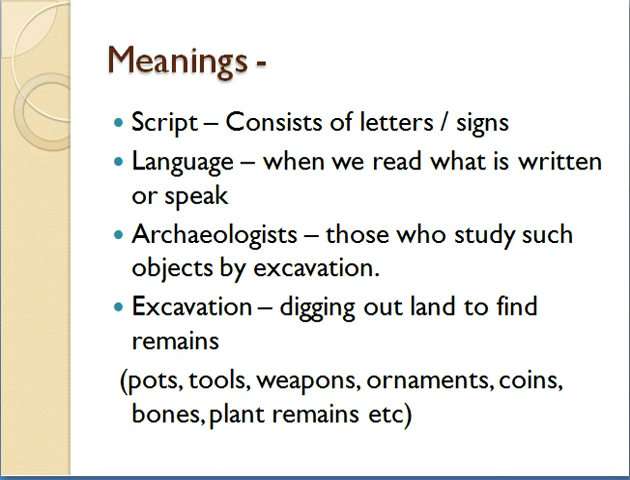 Meanings -
• Script – Consists of letters / signs
• Language – when we read what is written
or speak
• Archaeologists – those who study such
objects by excavation.
• Excavation – digging out land to find
remains
(pots, tools, weapons, ornaments, coins,
bones, plant remains etc)